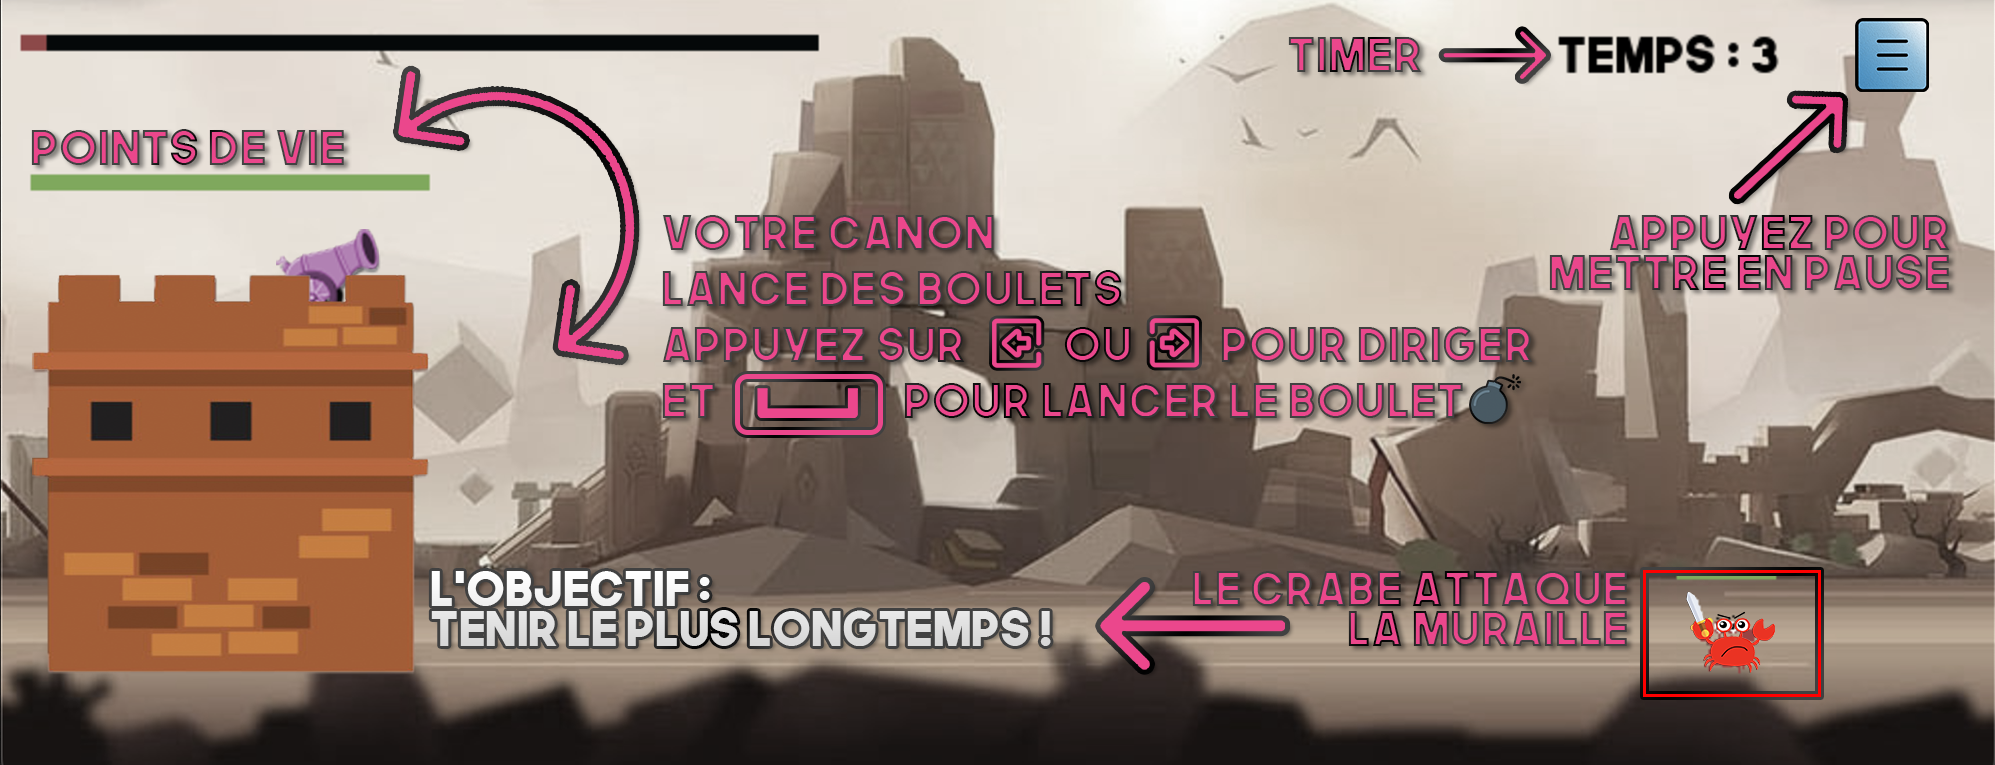 TIMER
TEMPS : 3
POINTS DE VIE
VOTRE CANON
LANCE DES BOULETS
APPUYEZ SUR OU POUR DIRIGER
ET POUR LANCER LE BOULET
APPUYEZ POUR
METTRE EN PAUSE
L'OBJECTIF :
TENIR LE PLUS LONGTEMPS !
LE CRABE ATTAQUE
LA MURAILLE